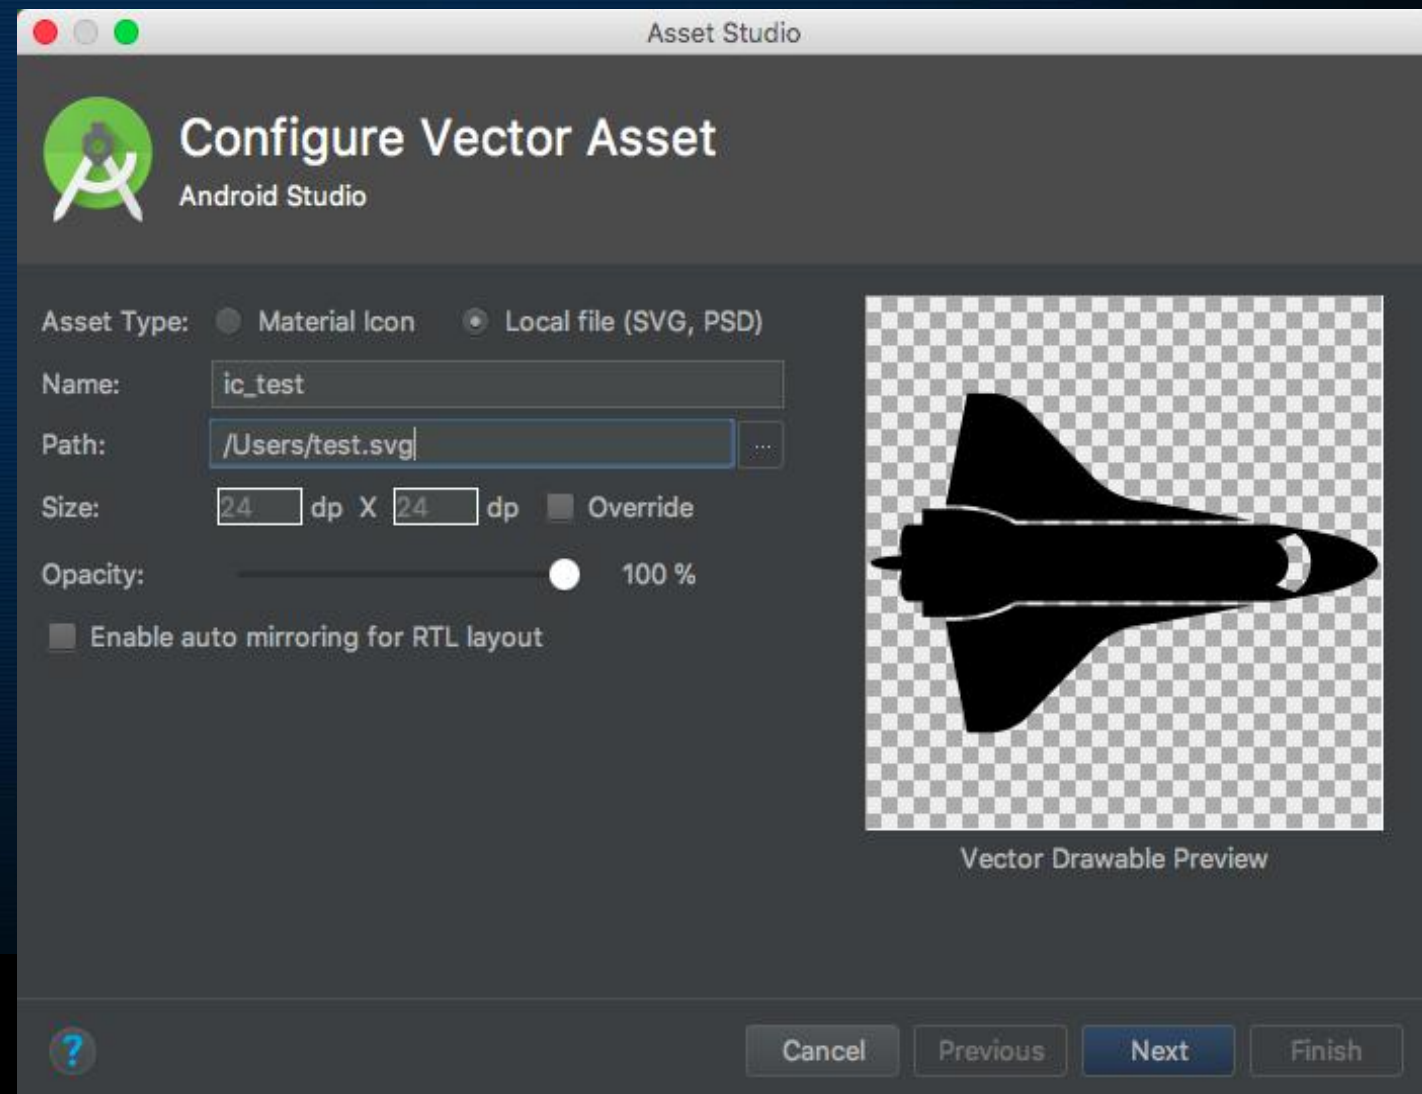 Asset Studio
Configure Vector Asset
Android Studio
Asset Type: Material Icon Local file (SVG, PSD)
Name: ic_test
Path: /Users/test.svg ...
Size: 24 dp X 24 dp Override
Opacity: 100 %
Enable auto mirroring for RTL layout
Vector Drawable Preview
? Cancel Previous Next Finish